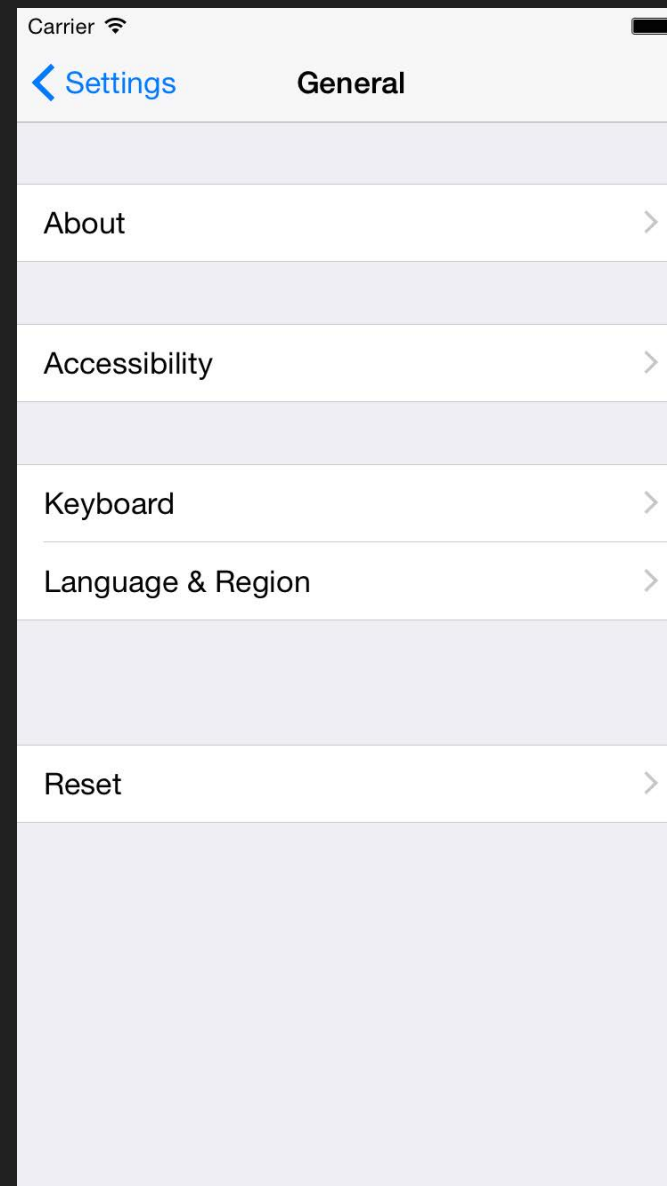 Carrier
Settings
General
About
Accessibility
Keyboard
Language & Region
Reset